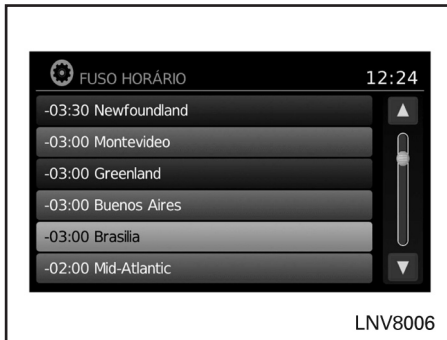 FUSO HORÁRIO 12:24
-03:30 Newfoundland
-03:00 Montevideo
-03:00 Greenland
-03:00 Buenos Aires
-03:00 Brasilia
-02:00 Mid-Atlantic
LNV8006